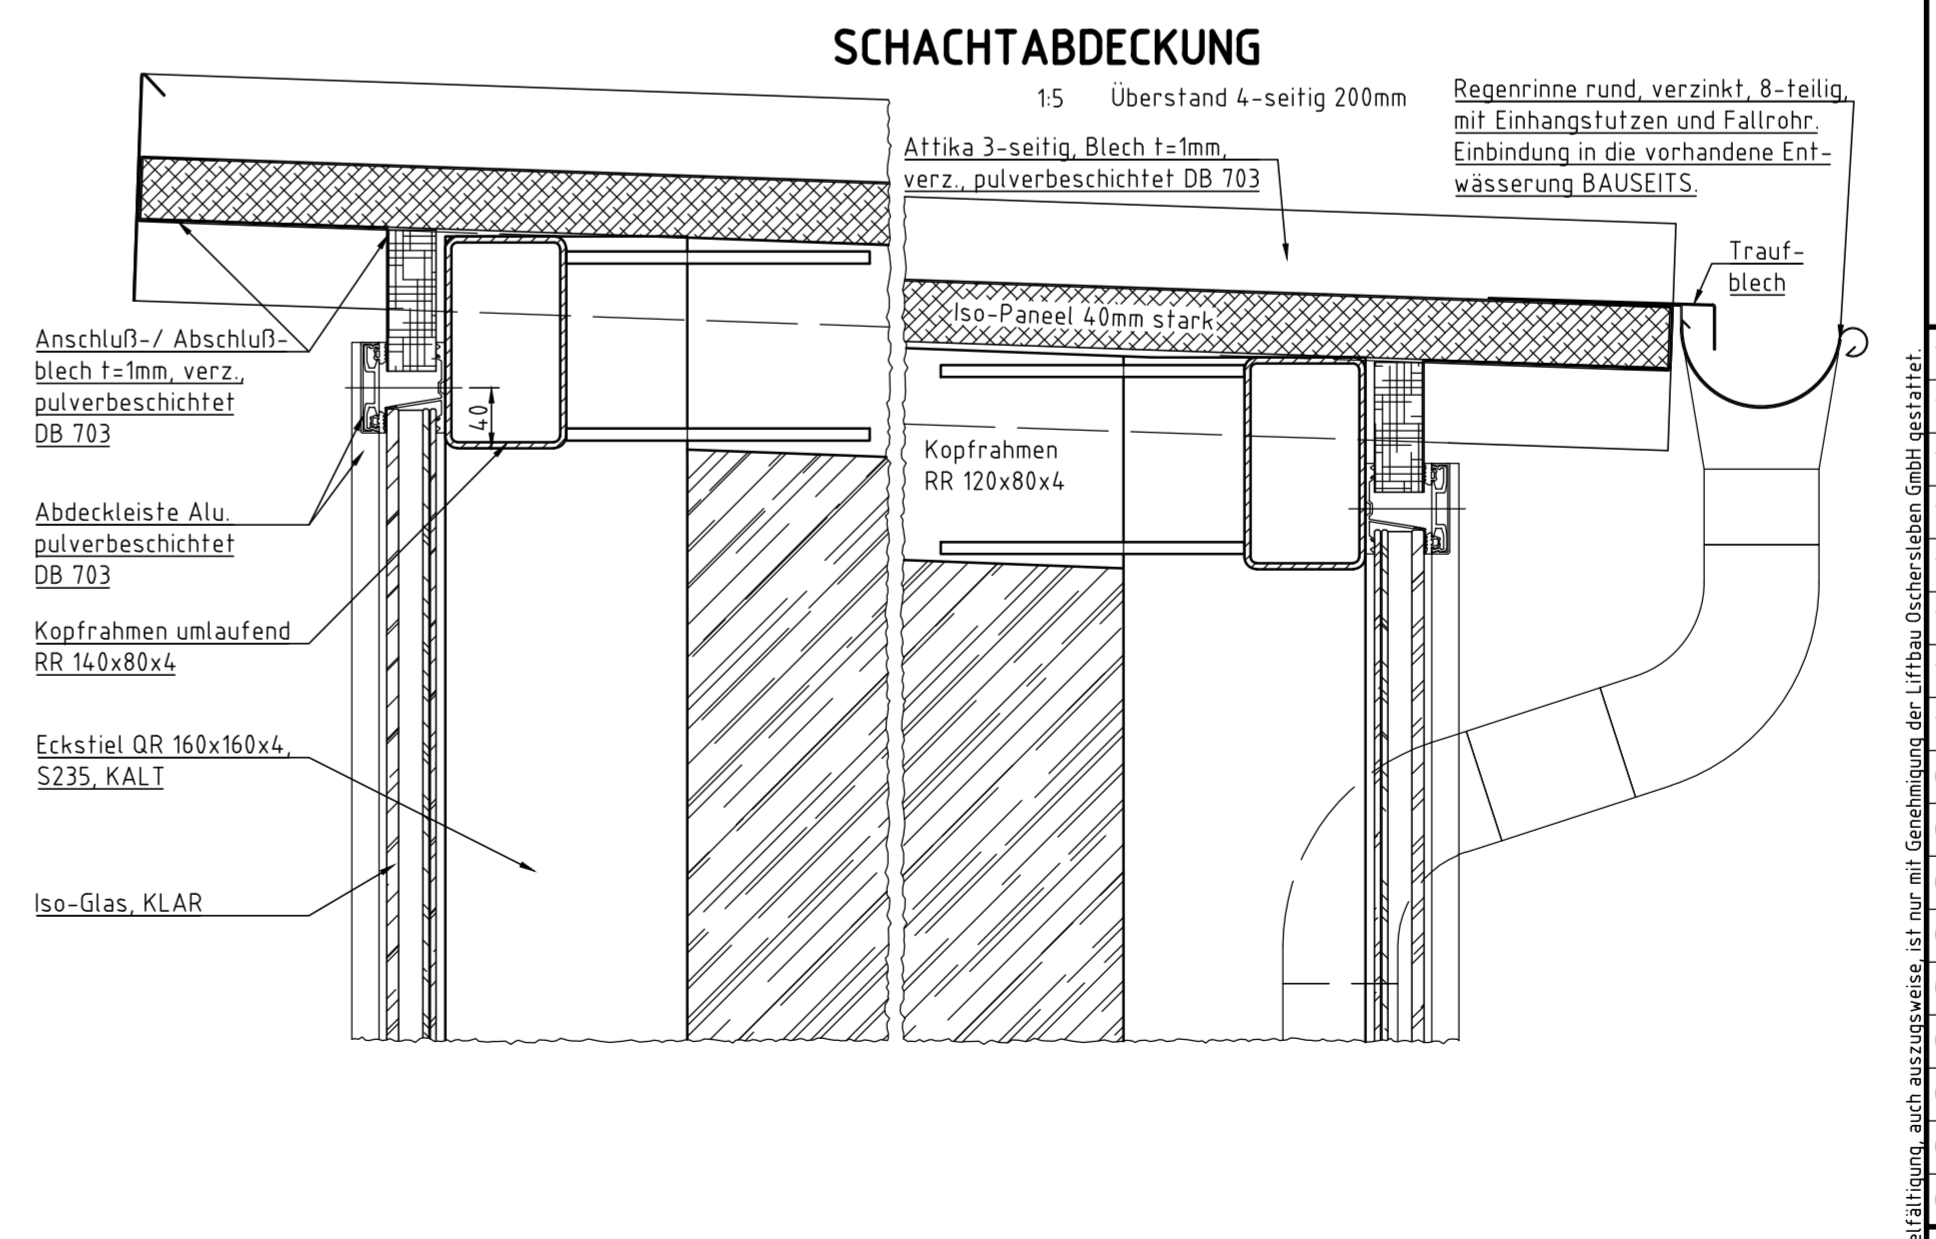 SCHACHTABDECKUNG
1:5 Überstand 4-seitig 200mm
Regenrinne rund, verzinkt, 8-teilig,
mit Einhangstutzen und Fallrohr.
Einbindung in die vorhandene Ent-
wässerung BAUSEITS.
Attika 3-seitig, Blech t=1mm,
verz., pulverbeschichtet DB 703
Trauf-
blech
Iso-Paneel 40mm stark
Anschluß-/ Abschluß-
blech t=1mm, verz.,
pulverbeschichtet
DB 703
40
Kopfrahmen
RR 120x80x4
Abdeckleiste Alu.
pulverbeschichtet
DB 703
Kopfrahmen umlaufend
RR 140x80x4
Eckstiel QR 160x160x4,
S235, KALT
Iso-Glas, KLAR
elfältigung, auch auszugsweise, ist nur mit Genehmigung der Liftbau Oschersleben GmbH gestattet.